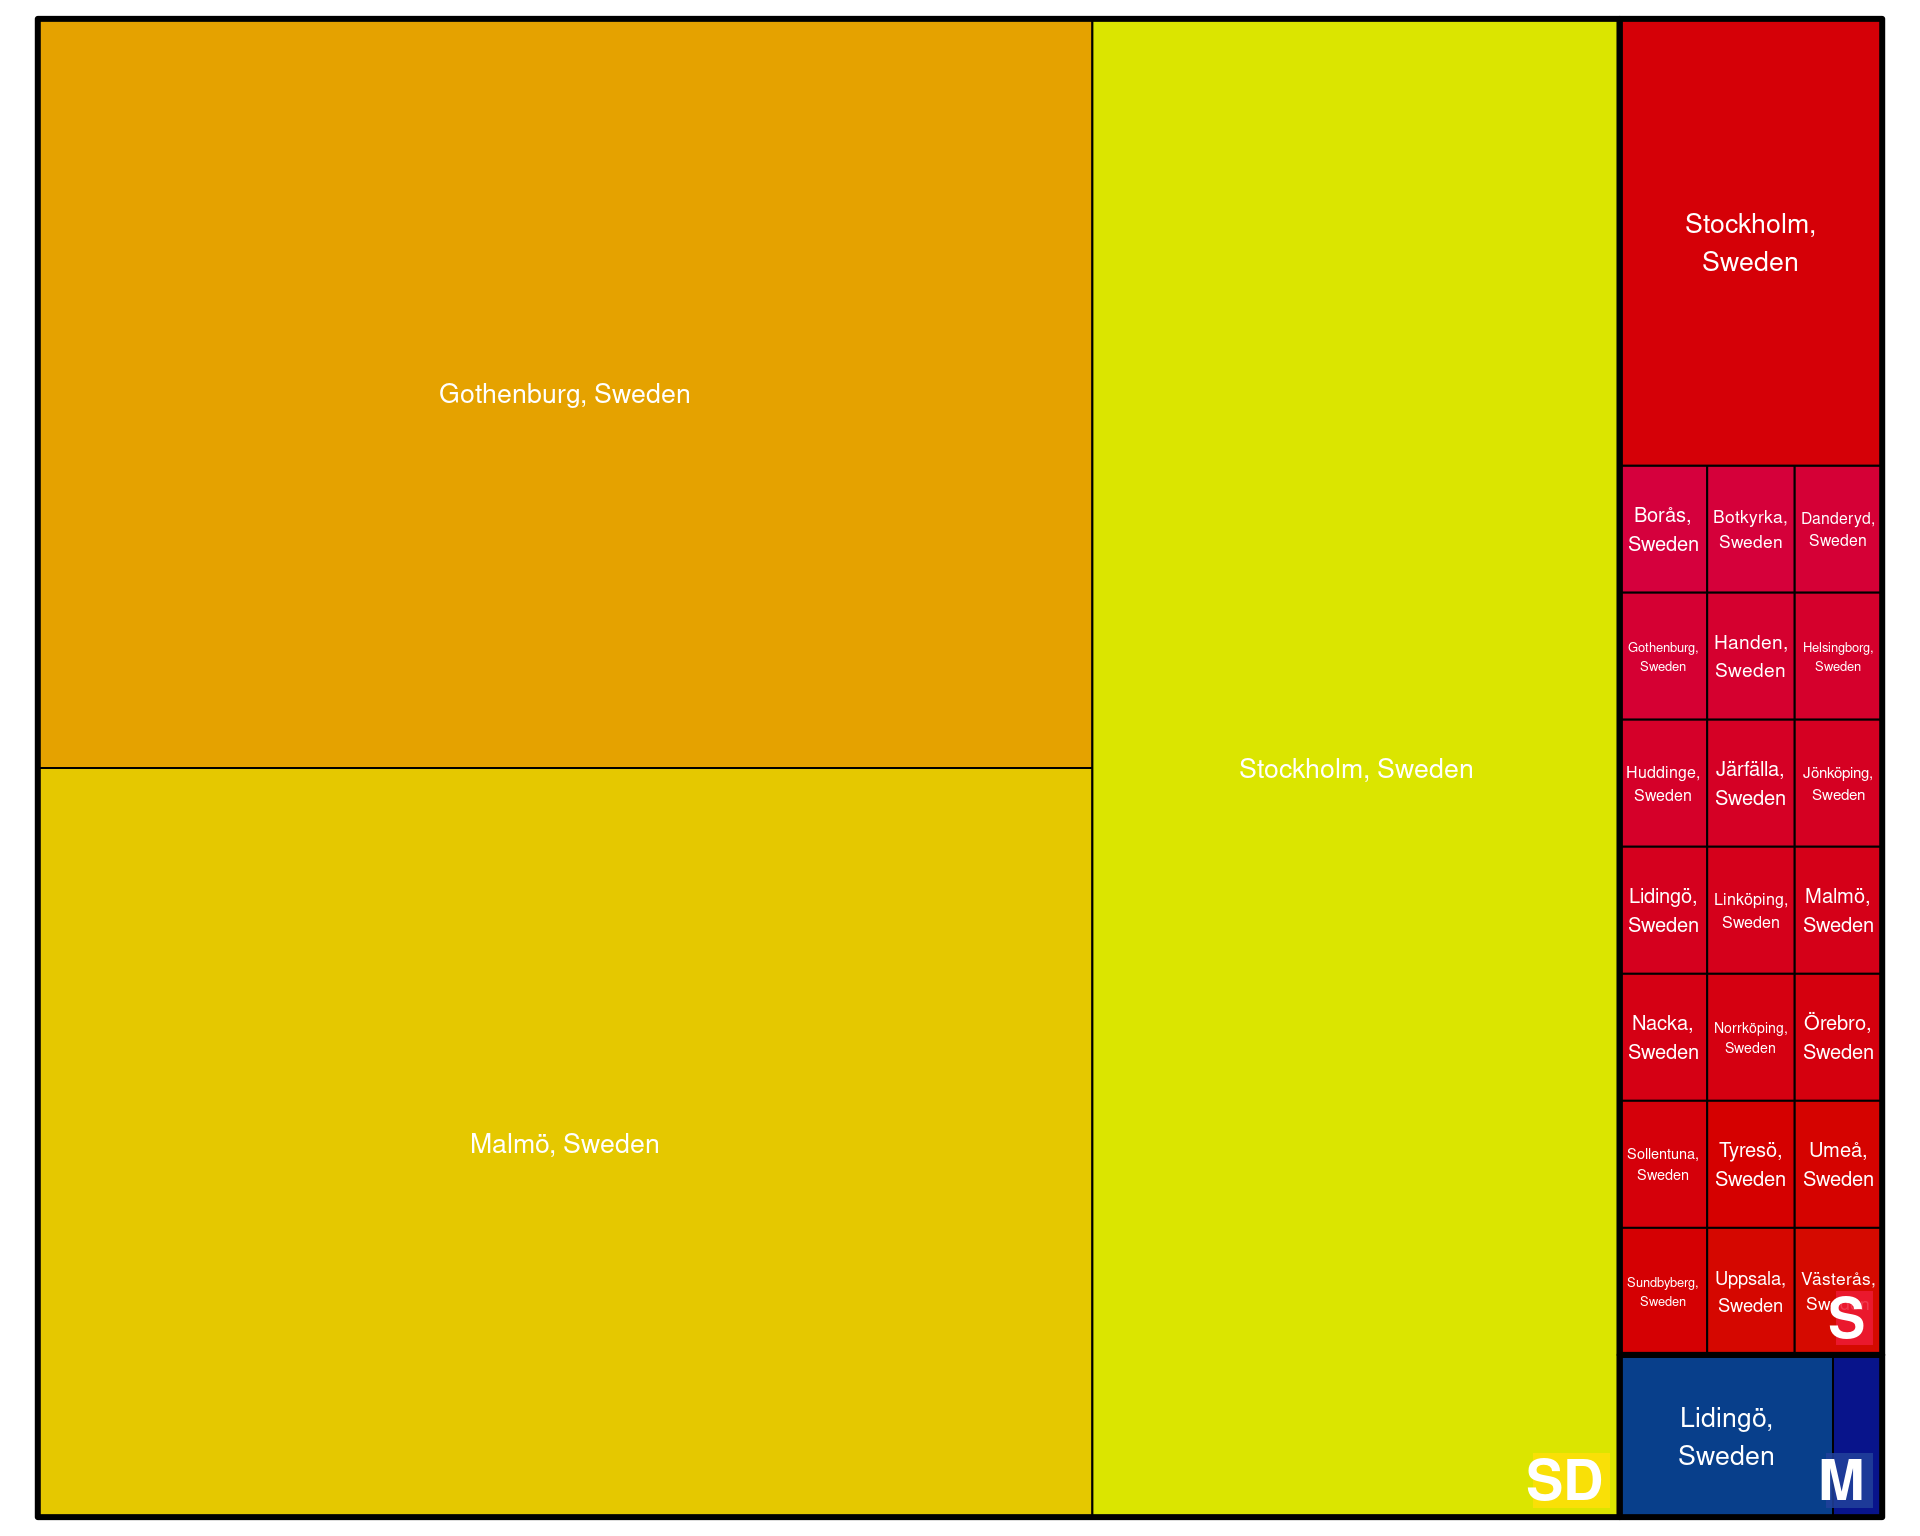 Gothenburg, Sweden
Malmö, Sweden
Stockholm, Sweden
SD
Stockholm,
Sweden
Borås,
Sweden
Botkyrka,
Sweden
Danderyd,
Sweden
Gothenburg,
Sweden
Handen,
Sweden
Helsingborg,
Sweden
Huddinge,
Sweden
Järfälla,
Sweden
Jönköping,
Sweden
Lidingö,
Sweden
Linköping,
Sweden
Malmö,
Sweden
Nacka,
Sweden
Norrköping,
Sweden
Örebro,
Sweden
Sollentuna,
Sweden
Tyresö,
Sweden
Umeå,
Sweden
Sundbyberg,
Sweden
Uppsala,
Sweden
Västerås,
Sweden
S
Lidingö,
Sweden
M